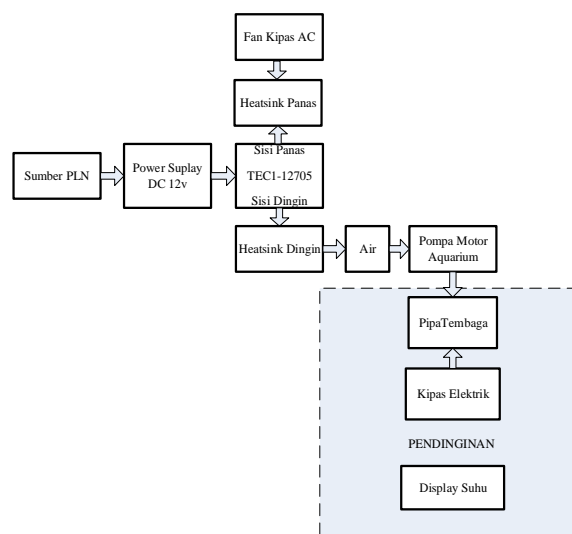 Fan Kipas AC
Heatsink Panas
Sisi Panas
Sumber PLN
Power Suplay
DC 12v
TEC1-12705
Sisi Dingin
Heatsink Dingin
Air
Pompa Motor
Aquarium
PipaTembaga
Kipas Elektrik
PENDINGINAN
Display Suhu